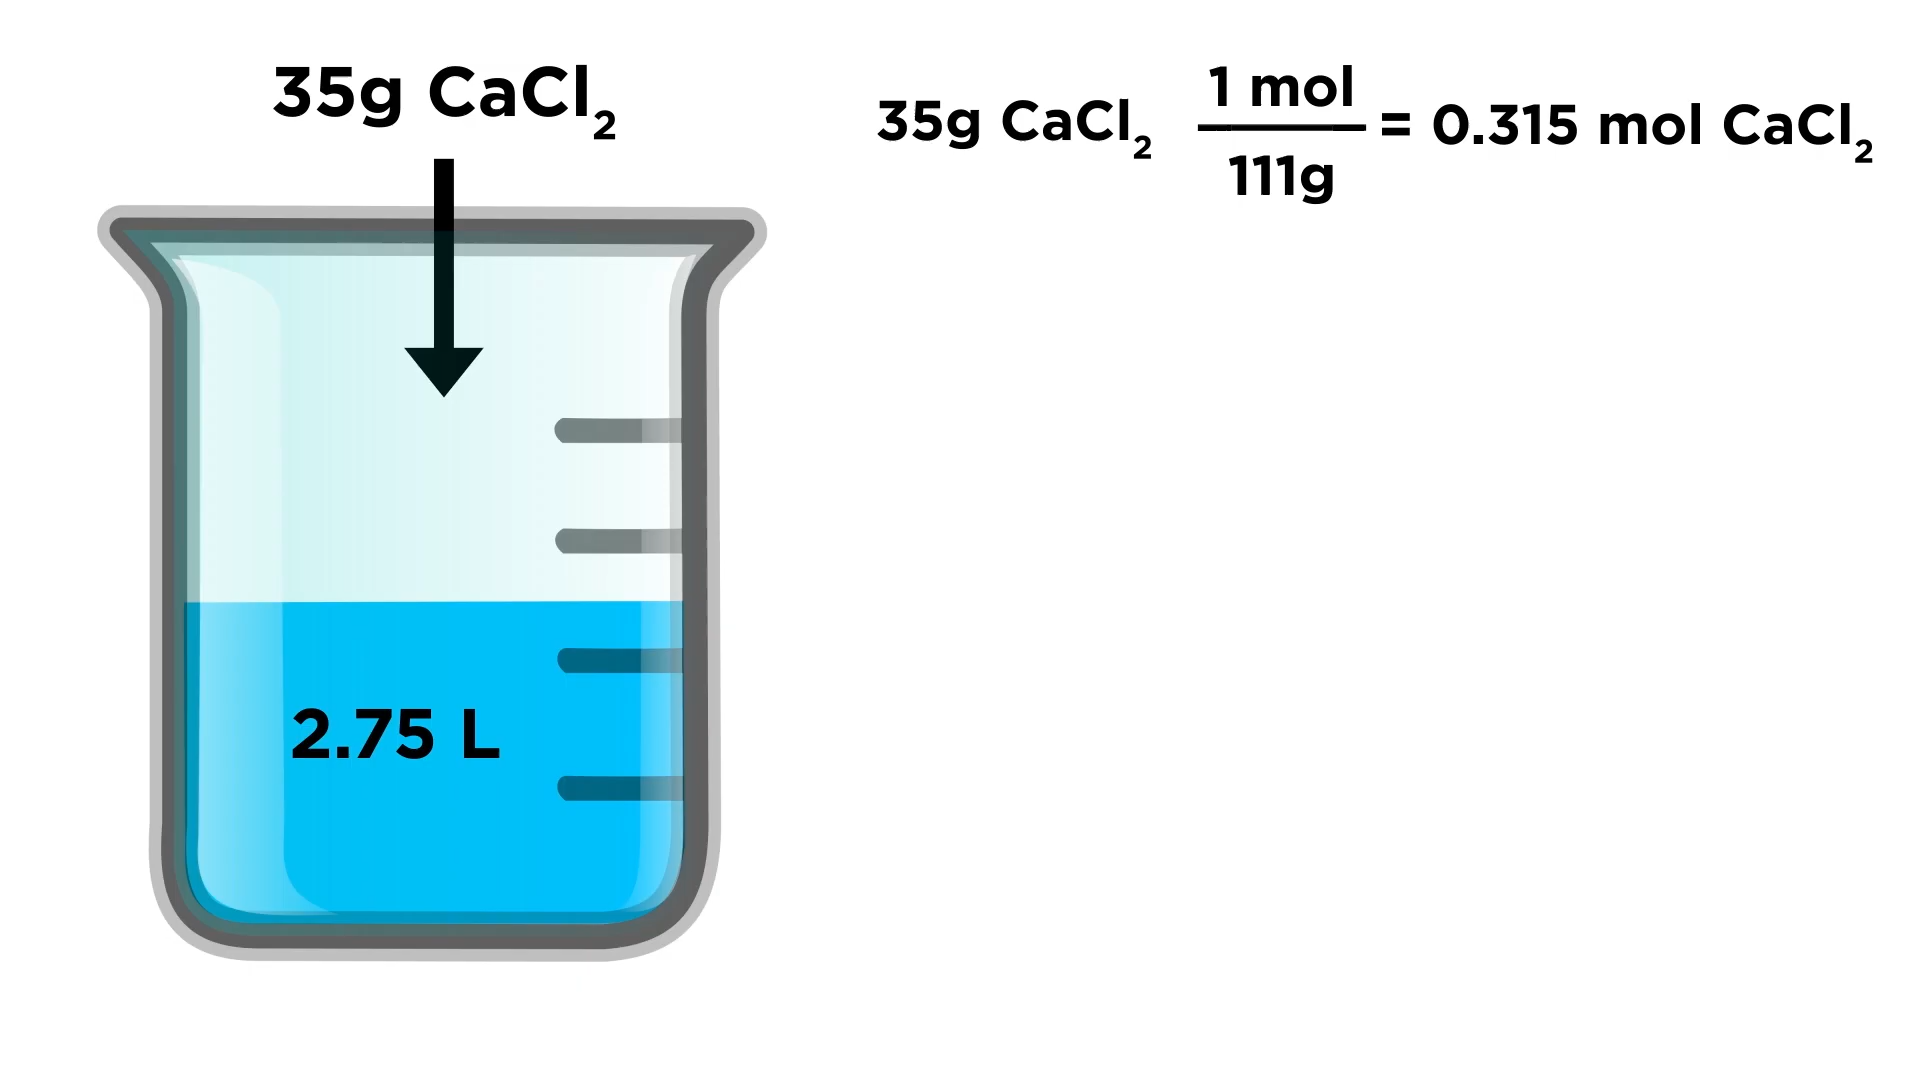 35g CaCl₂
35g CaCl₂ 1 mol = 0.315 mol CaCl₂
111g
2.75 L